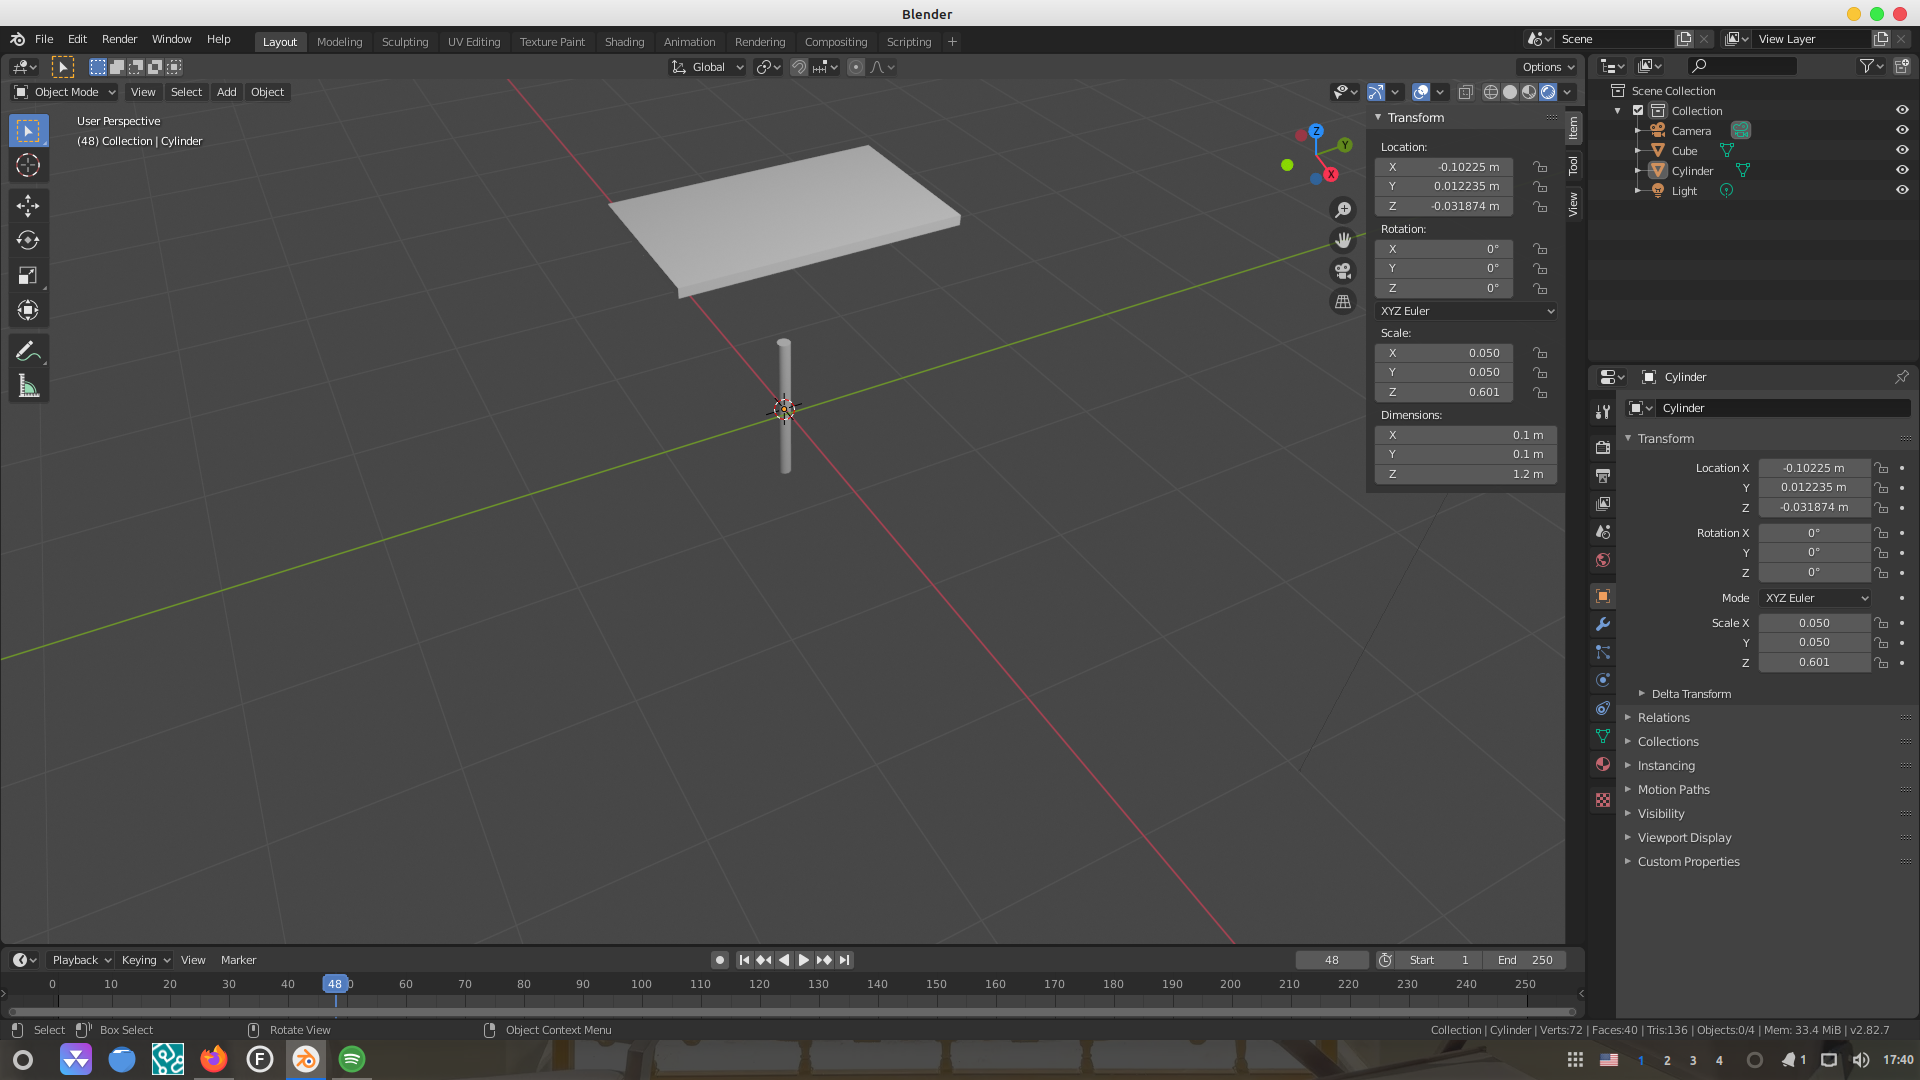 Blender
File Edit Render Window Help Layout Modeling Sculpting UV Editing Texture Paint Shading Animation Rendering Compositing Scripting + Scene View Layer
Global Options
Object Mode View Select Add Object
User Perspective
(48) Collection | Cylinder
Z
Y
X
Transform
Location:
X -0.10225 m
Y 0.012235 m
Z -0.031874 m
Rotation:
X 0°
Y 0°
Z 0°
XYZ Euler
Scale:
X 0.050
Y 0.050
Z 0.601
Dimensions:
X 0.1 m
Y 0.1 m
Z 1.2 m
Item
Tool
View
Scene Collection
Collection
Camera
Cube
Cylinder
Light
Cylinder
Cylinder
Transform
Location X -0.10225 m
Y 0.012235 m
Z -0.031874 m
Rotation X 0°
Y 0°
Z 0°
Mode XYZ Euler
Scale X 0.050
Y 0.050
Z 0.601
Delta Transform
Relations
Collections
Instancing
Motion Paths
Visibility
Viewport Display
Custom Properties
Playback Keying View Marker 48 Start 1 End 250
0 10 20 30 40 48 0 60 70 80 90 100 110 120 130 140 150 160 170 180 190 200 210 220 230 240 250
Select Box Select Rotate View Object Context Menu Collection | Cylinder | Verts:72 | Faces:40 | Tris:136 | Objects:0/4 | Mem: 33.4 MiB | v2.82.7
F 1 2 3 4 1 17:40